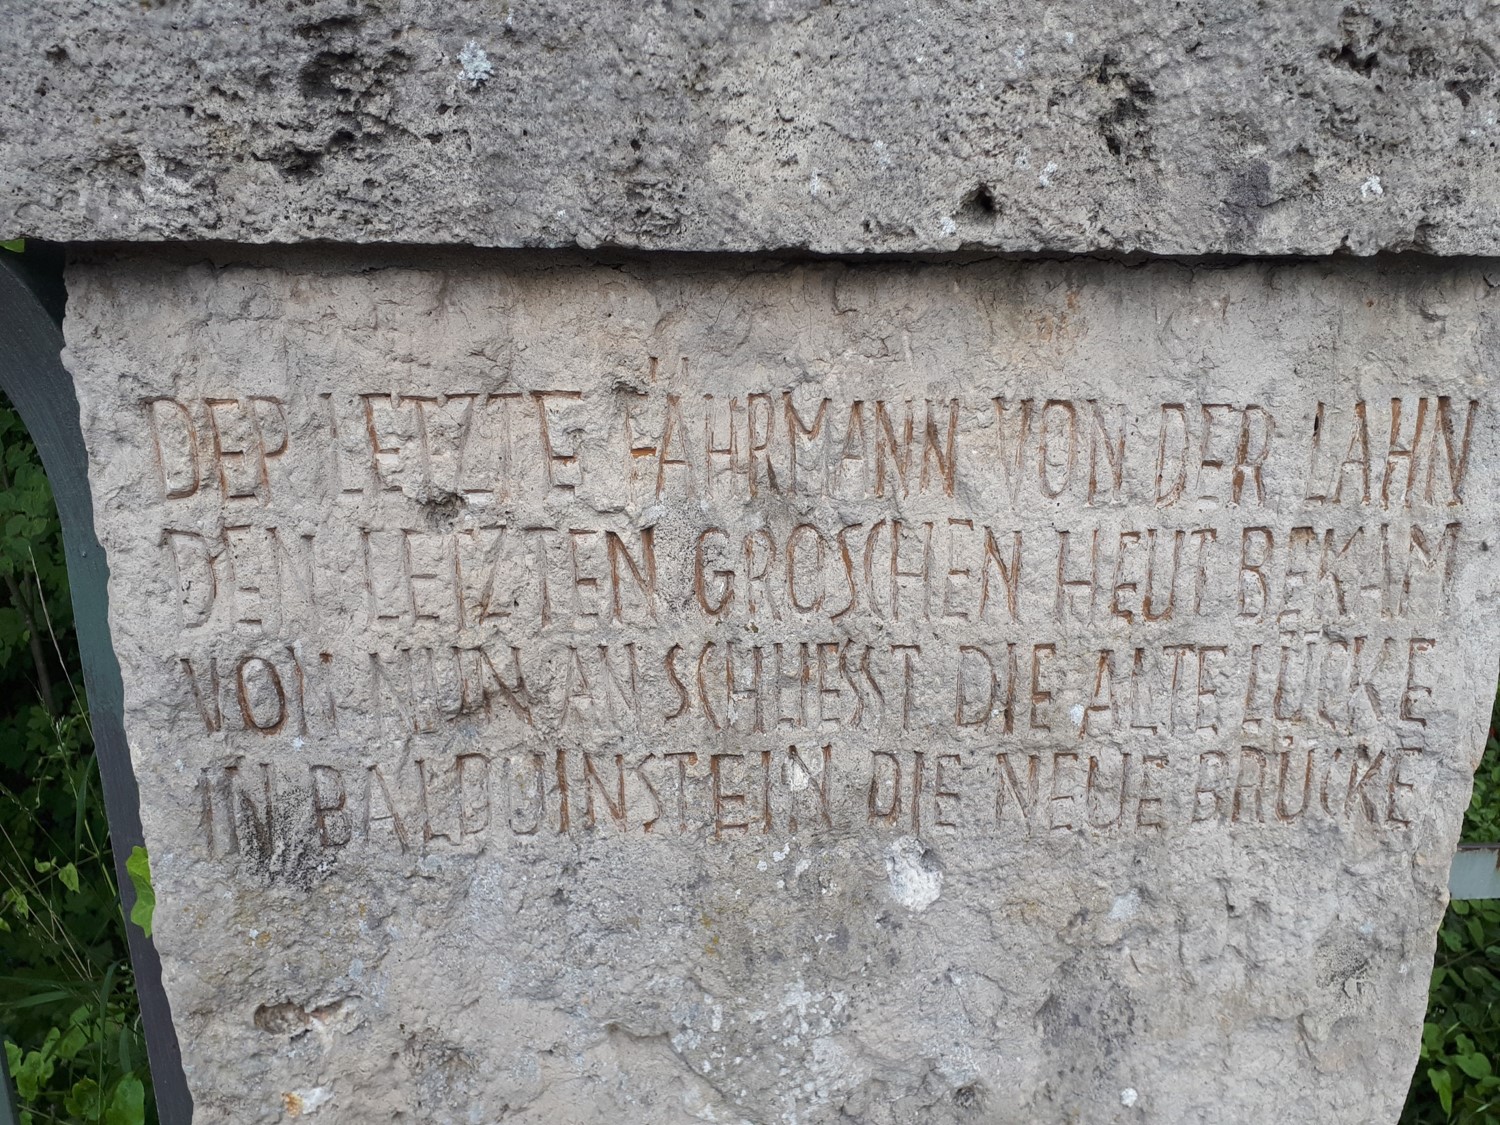 DER LETZTE FÄHRMANN VON DER LAHN
DEN LETZTEN GROSCHEN HEUT BEKAM
VON NUN AN SCHLIESST DIE ALTE LÜCKE
IN BALDUINSTEIN DIE NEUE BRÜCKE